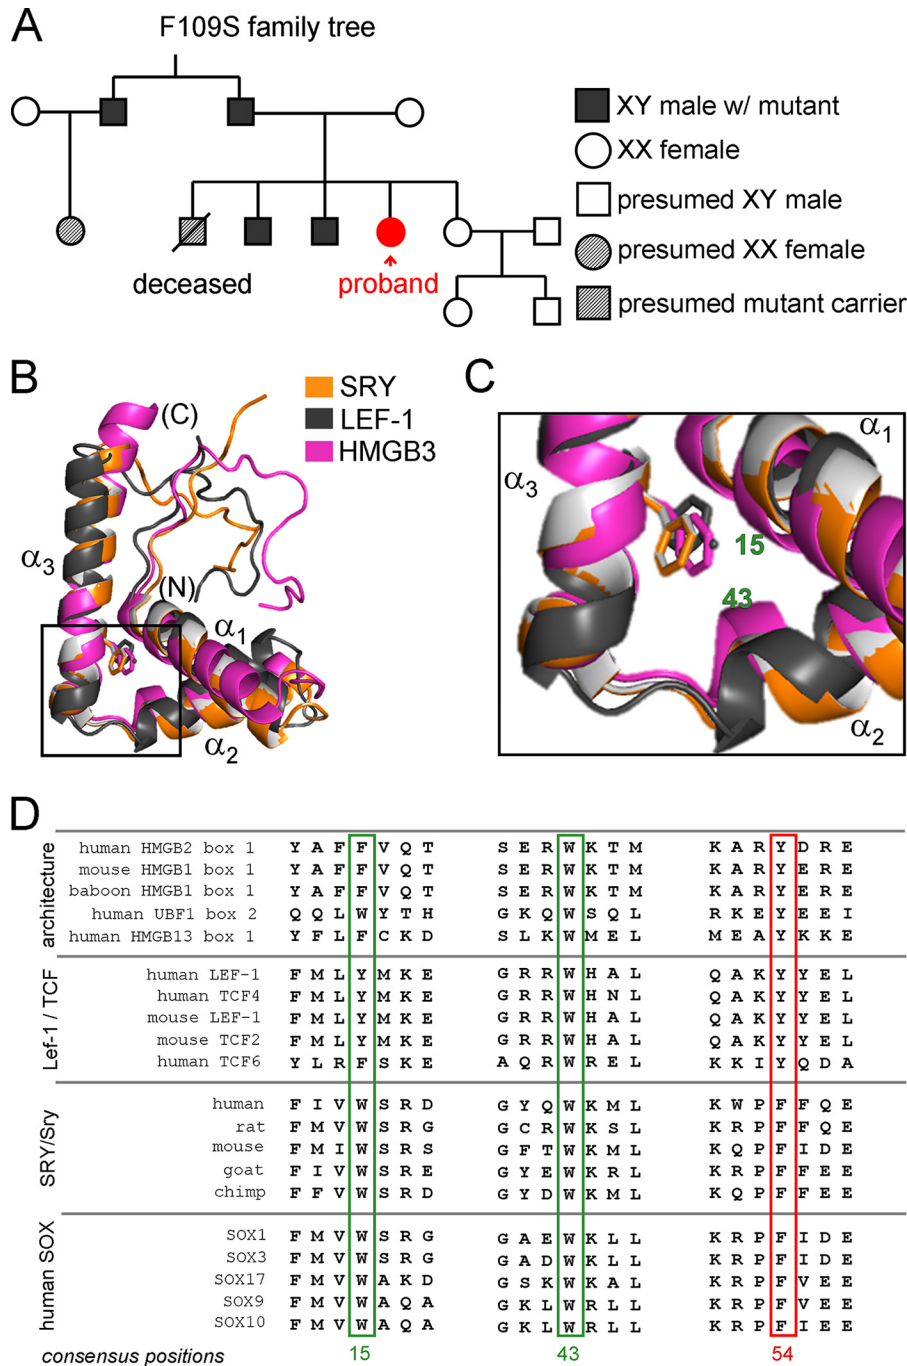 A
F109S family tree
XY male w/ mutant
XX female
presumed XY male
presumed XX female
presumed mutant carrier
deceased
proband
B
SRY
LEF-1
HMGB3
(C)
α3
(N)
α1
α2
C
α1
α3
15
43
α2
D
architecture
human HMGB2 box 1 Y A F F V Q T S E R W K T M K A R Y D R E
mouse HMGB1 box 1 Y A F F V Q T S E R W K T M K A R Y E R E
baboon HMGB1 box 1 Y A F F V Q T S E R W K T M K A R Y E R E
human UBF1 box 2 Q Q L W Y T H G K Q W S Q L R K E Y E E I
human HMGB13 box 1 Y F L F C K D S L K W M E L M E A Y K K E
Lef-1 / TCF
human LEF-1 F M L Y M K E G R R W H A L Q A K Y Y E L
human TCF4 F M L Y M K E G R R W H N L Q A K Y Y E L
mouse LEF-1 F M L Y M K E G R R W H A L Q A K Y Y E L
mouse TCF2 F M L Y M K E G R R W H A L Q A K Y Y E L
human TCF6 Y L R F S K E A Q R W R E L K K I Y Q D A
SRY/Sry
human F I V W S R D G Y Q W K M L K W P F F Q E
rat F M V W S R G G C R W K S L K R P F F Q E
mouse F M I W S R S G F T W K M L K Q P F I D E
goat F I V W S R E G Y E W K R L K R P F F E E
chimp F F V W S R D G Y D W K M L K Q P F F E E
human SOX
SOX1 F M V W S R G G A E W K L L K R P F I D E
SOX3 F M V W S R G G A D W K L L K R P F I D E
SOX17 F M V W A K D G S K W K A L K R P F V E E
SOX9 F M V W A Q A G K L W R L L K R P F V E E
SOX10 F M V W A Q A G K L W R L L K R P F I E E
consensus positions 15 43 54